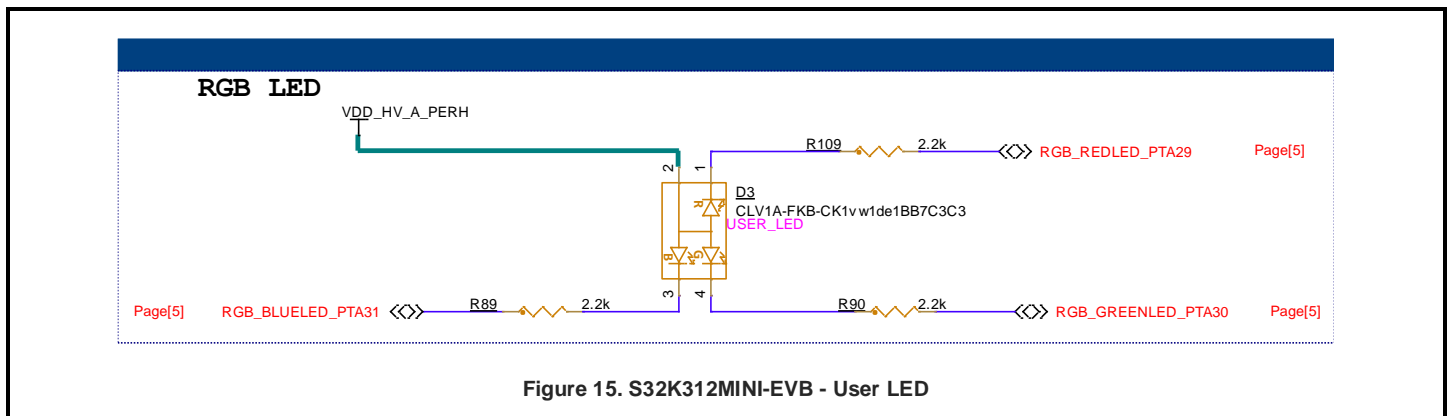 RGB LED
VDD_HV_A_PERH
R109
2.2k
RGB_REDLED_PTA29
Page[5]
2
1
D3
CLV1A-FKB-CK1vw1de1BB7C3C3
USER_LED
R
B
G
3
4
Page[5]
RGB_BLUELED_PTA31
R89
2.2k
R90
2.2k
RGB_GREENLED_PTA30
Page[5]
Figure 15. S32K312MINI-EVB - User LED